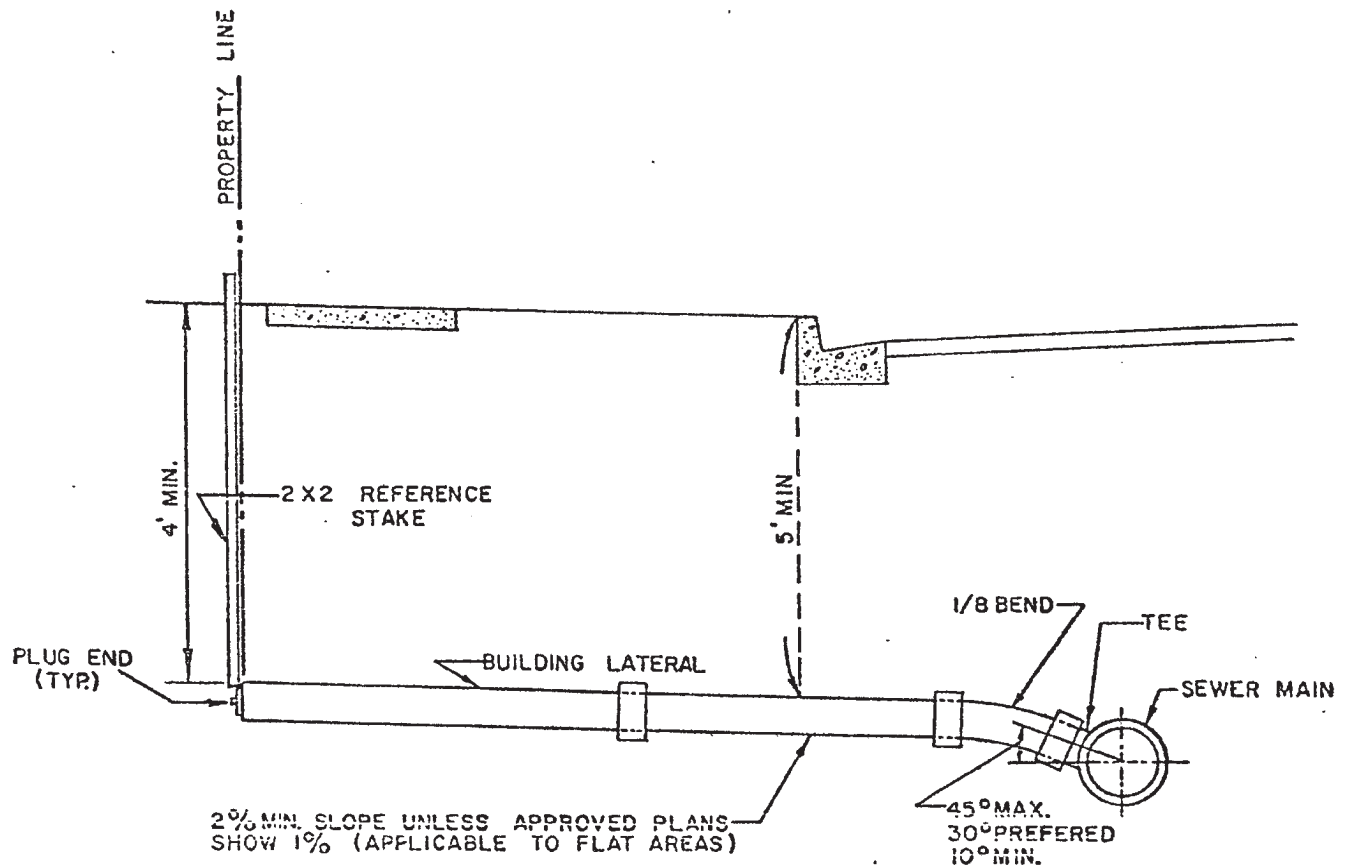 PROPERTY LINE
4' MIN.
2 X 2 REFERENCE
STAKE
5' MIN
1/8 BEND
TEE
PLUG END
(TYP.)
BUILDING LATERAL
SEWER MAIN
2% MIN. SLOPE UNLESS APPROVED PLANS
SHOW 1% (APPLICABLE TO FLAT AREAS)
45° MAX.
30° PREFERED
10° MIN.